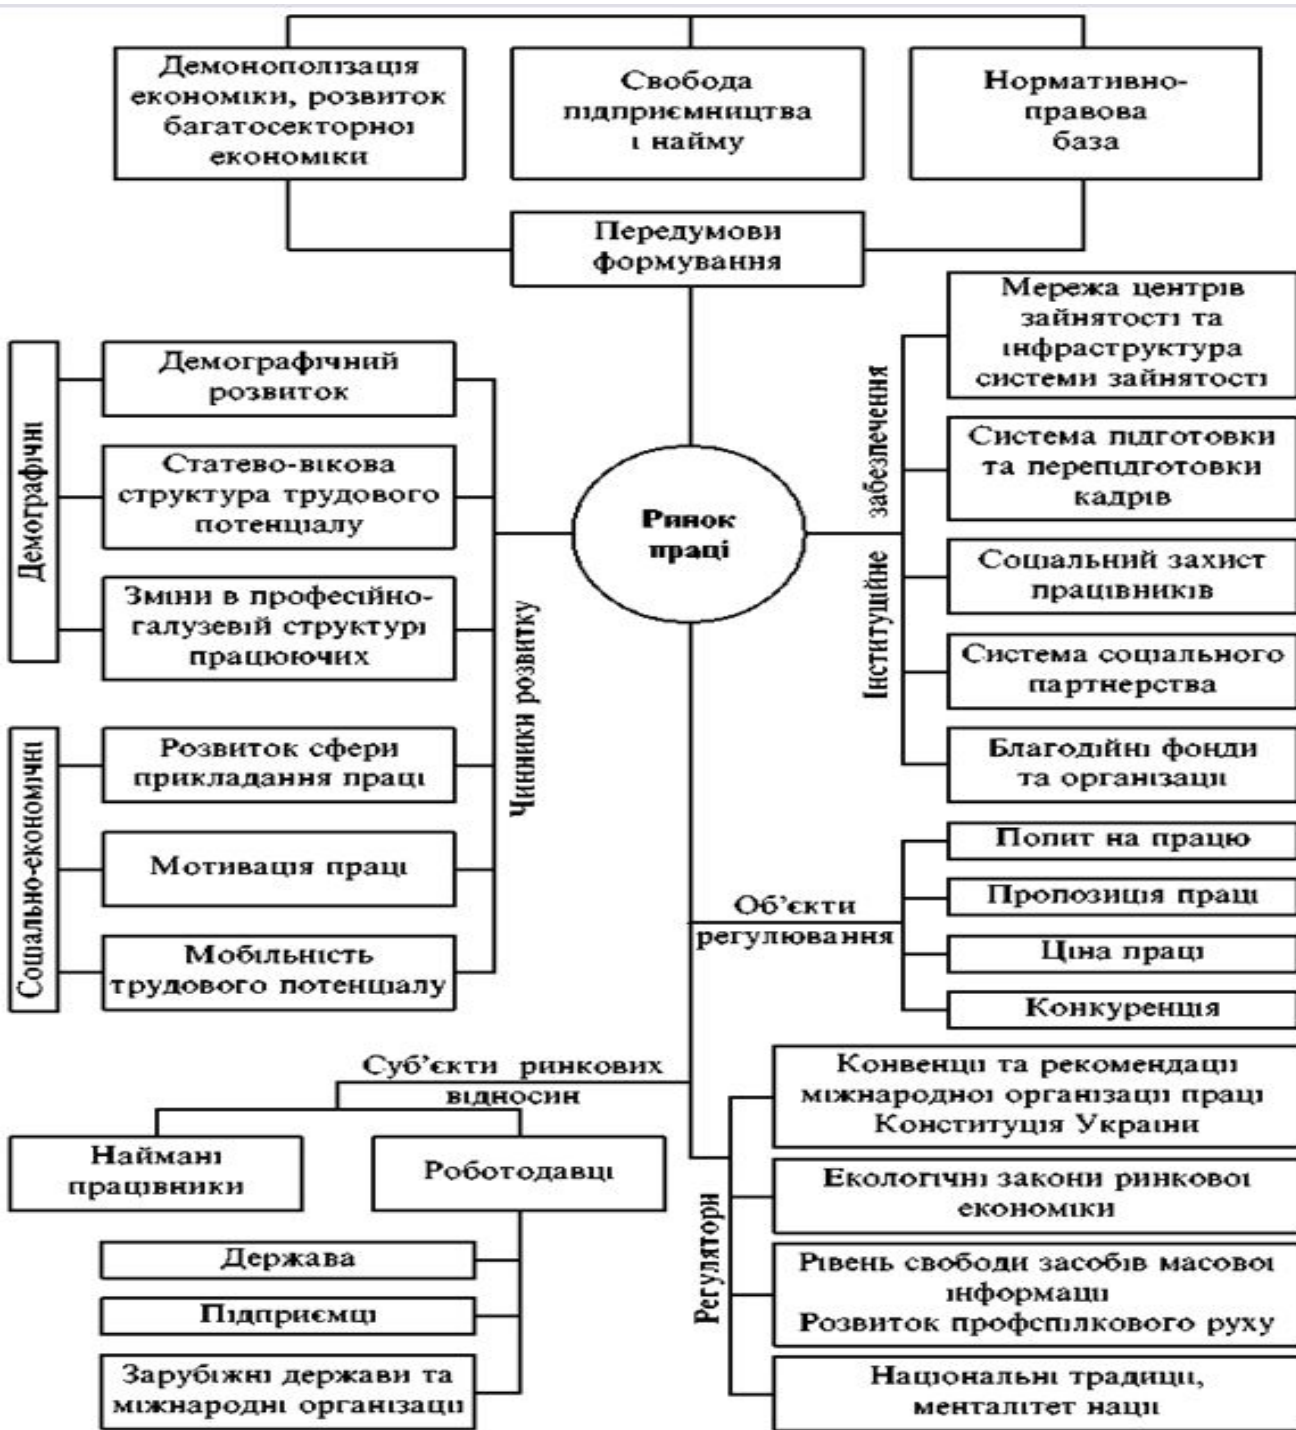 Демонополізація
економіки, розвиток
багатосекторної
економіки
Свобода
підприємництва
і найму
Нормативно-
правова
база
Передумови
формування
Демографічні
Демографічний
розвиток
Статево-вікова
структура трудового
потенціалу
Зміни в професійно-
галузевій структурі
працюючих
Соціально-економічні
Розвиток сфери
прикладання праці
Мотивація праці
Мобільність
трудового потенціалу
Чинники розвитку
Ринок
праці
Інституційне забезпечення
Мережа центрів
зайнятості та
інфраструктура
системи зайнятості
Система підготовки
та перепідготовки
кадрів
Соціальний захист
працівників
Система соціального
партнерства
Благодійні фонди
та організації
Об’єкти
регулювання
Попит на працю
Пропозиція праці
Ціна праці
Конкуренція
Суб’єкти ринкових
відносин
Наймані
працівники
Роботодавці
Держава
Підприємці
Зарубіжні держави та
міжнародні організації
Регулятори
Конвенції та рекомендації
міжнародної організації праці
Конституція України
Екологічні закони ринкової
економіки
Рівень свободи засобів масової
інформації
Розвиток профспілкового руху
Національні традиції,
менталітет нації